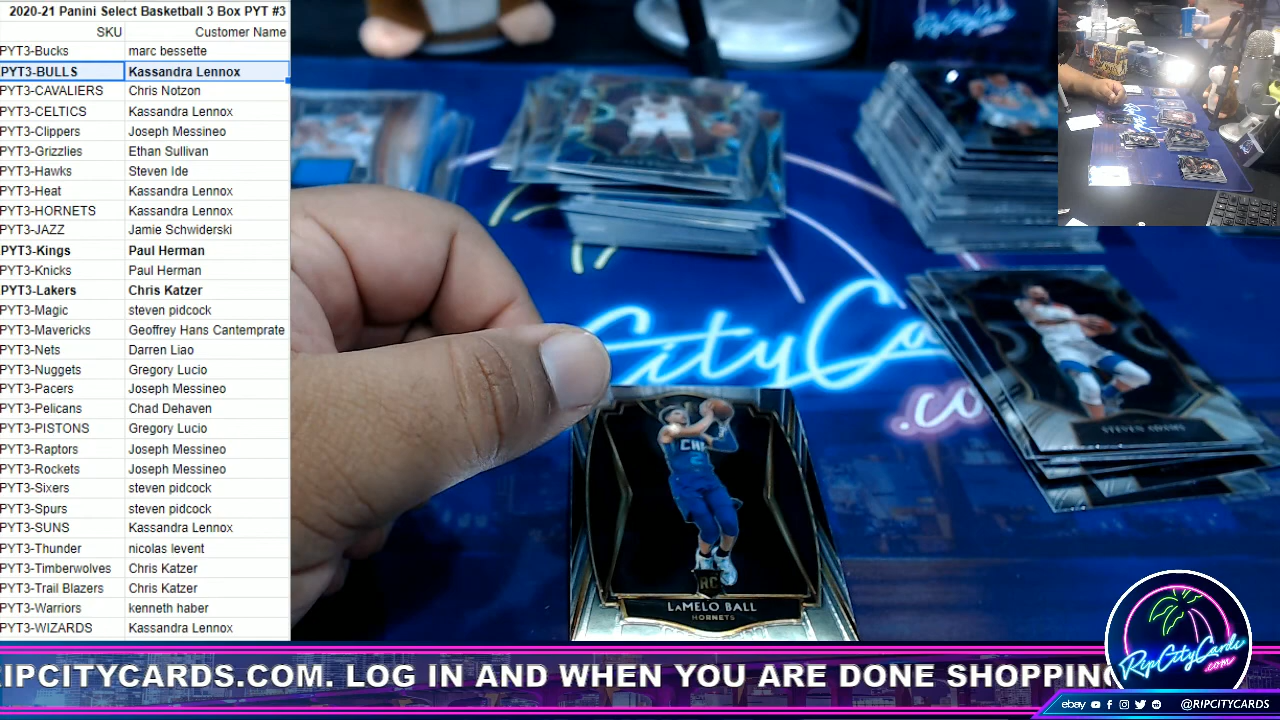 2020-21 Panini Select Basketball 3 Box PYT #3
SKU Customer Name
PYT3-Bucks marc bessette
PYT3-BULLS Kassandra Lennox
PYT3-CAVALIERS Chris Notzon
PYT3-CELTICS Kassandra Lennox
PYT3-Clippers Joseph Messineo
PYT3-Grizzlies Ethan Sullivan
PYT3-Hawks Steven Ide
PYT3-Heat Kassandra Lennox
PYT3-HORNETS Kassandra Lennox
PYT3-JAZZ Jamie Schwiderski
PYT3-Kings Paul Herman
PYT3-Knicks Paul Herman
PYT3-Lakers Chris Katzer
PYT3-Magic steven pidcock
PYT3-Mavericks Geoffrey Hans Cantemprate
PYT3-Nets Darren Liao
PYT3-Nuggets Gregory Lucio
PYT3-Pacers Joseph Messineo
PYT3-Pelicans Chad Dehaven
PYT3-PISTONS Gregory Lucio
PYT3-Raptors Joseph Messineo
PYT3-Rockets Joseph Messineo
PYT3-Sixers steven pidcock
PYT3-Spurs steven pidcock
PYT3-SUNS Kassandra Lennox
PYT3-Thunder nicolas levent
PYT3-Timberwolves Chris Katzer
PYT3-Trail Blazers Chris Katzer
PYT3-Warriors kenneth haber
PYT3-WIZARDS Kassandra Lennox
CityCa
.co
STEVEN ADAMS
CHA
2
RC
LAMELO BALL
HORNETS
RipCityCards
.com
IPCITYCARDS.COM. LOG IN AND WHEN YOU ARE DONE SHOPPING
ebay @RIPCITYCARDS